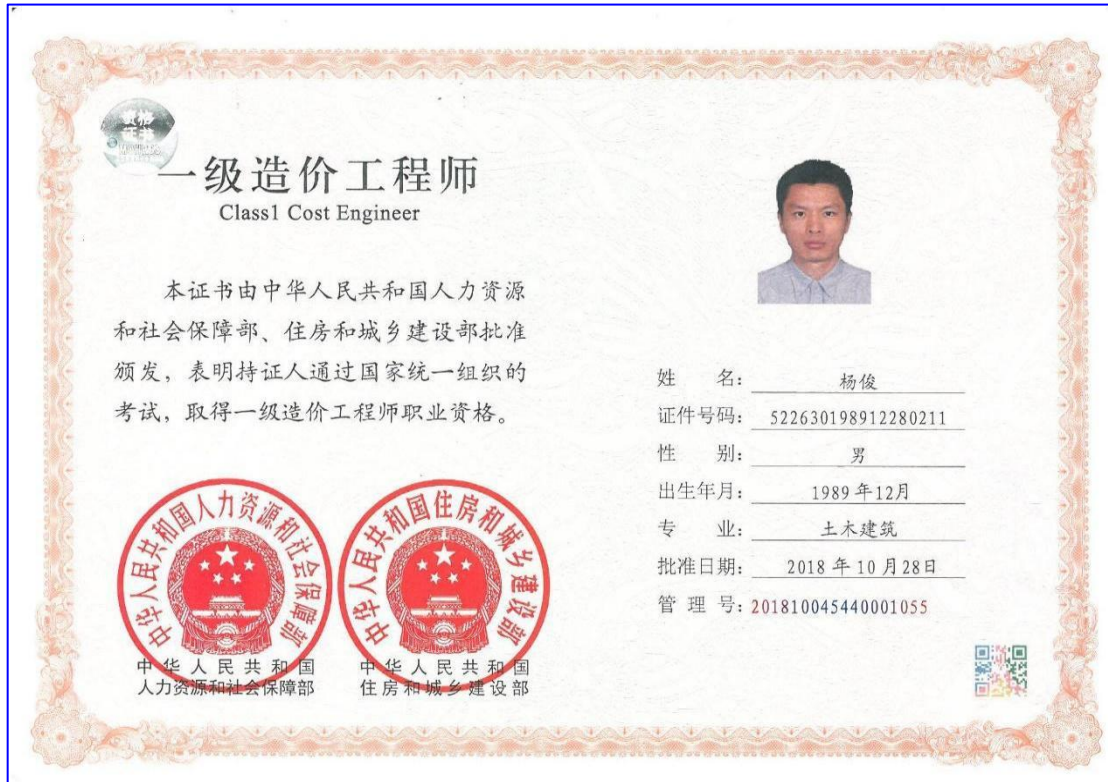 资格
证书
一级造价工程师
Class1 Cost Engineer
本证书由中华人民共和国人力资源
和社会保障部、住房和城乡建设部批准
颁发，表明持证人通过国家统一组织的
考试，取得一级造价工程师职业资格。
中华人民共和国人力资源和社会保障部
中华人民共和国住房和城乡建设部
中华人民共和国
人力资源和社会保障部
中华人民共和国
住房和城乡建设部
姓 名： 杨俊
证件号码： 522630198912280211
性 别： 男
出生年月： 1989年12月
专 业： 土木建筑
批准日期： 2018年10月28日
管 理 号：201810045440001055